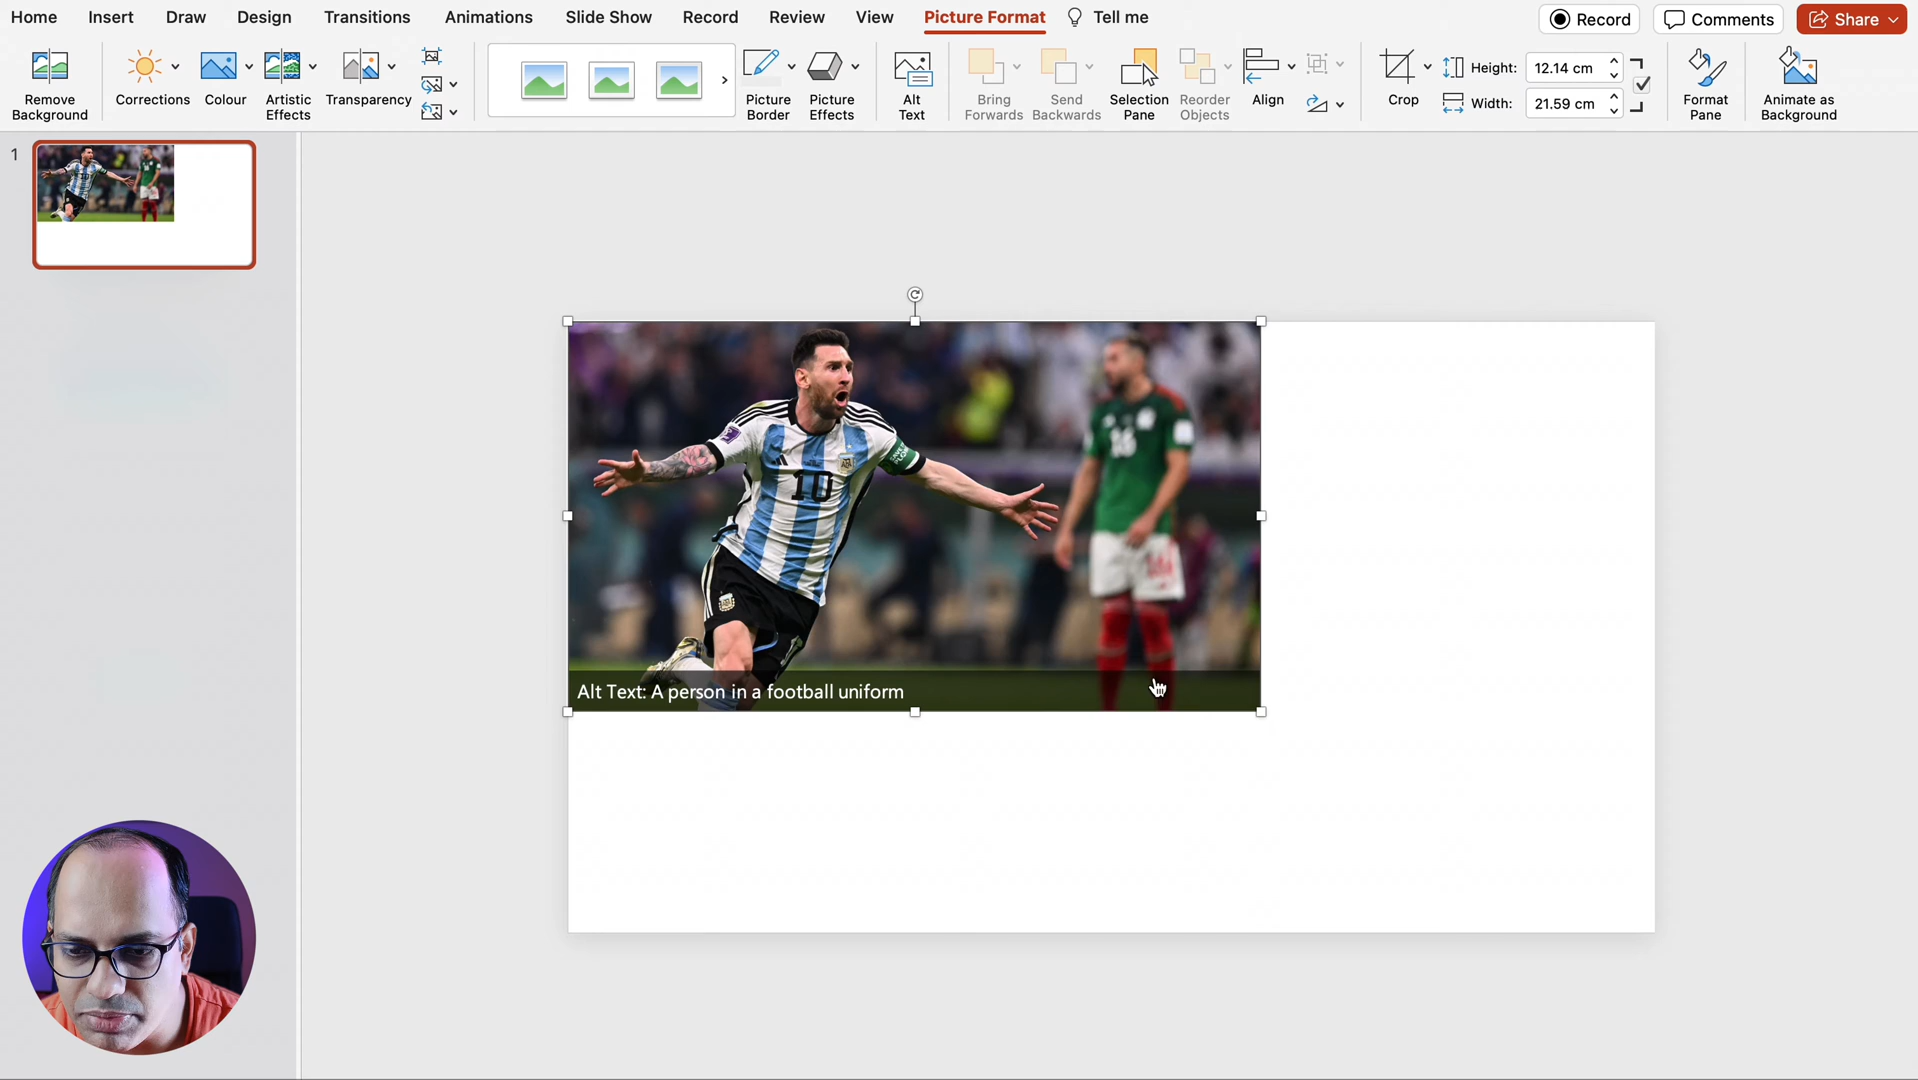 Home Insert Draw Design Transitions Animations Slide Show Record Review View Picture Format Tell me Record Comments Share
Remove Background
Corrections
Colour
Artistic Effects
Transparency
Picture Border
Picture Effects
Alt Text
Bring Forwards
Send Backwards
Selection Pane
Reorder Objects
Align
Crop
Height: 12.14 cm
Width: 21.59 cm
Format Pane
Animate as Background
1
10
16
Alt Text: A person in a football uniform